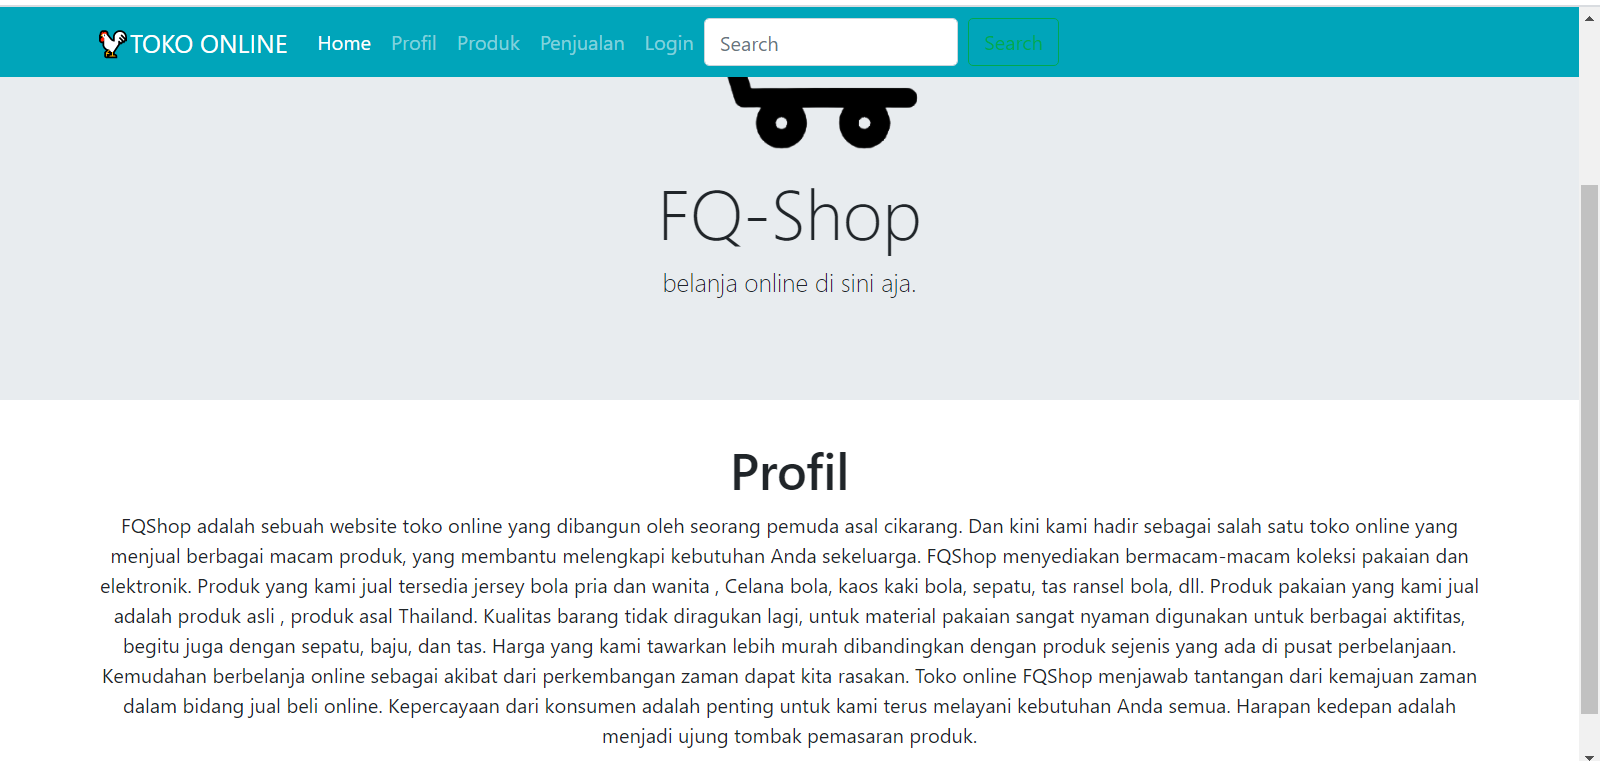 TOKO ONLINE Home Profil Produk Penjualan Login Search Search
FQ-Shop
belanja online di sini aja.
Profil
FQShop adalah sebuah website toko online yang dibangun oleh seorang pemuda asal cikarang. Dan kini kami hadir sebagai salah satu toko online yang
menjual berbagai macam produk, yang membantu melengkapi kebutuhan Anda sekeluarga. FQShop menyediakan bermacam-macam koleksi pakaian dan
elektronik. Produk yang kami jual tersedia jersey bola pria dan wanita , Celana bola, kaos kaki bola, sepatu, tas ransel bola, dll. Produk pakaian yang kami jual
adalah produk asli , produk asal Thailand. Kualitas barang tidak diragukan lagi, untuk material pakaian sangat nyaman digunakan untuk berbagai aktifitas,
begitu juga dengan sepatu, baju, dan tas. Harga yang kami tawarkan lebih murah dibandingkan dengan produk sejenis yang ada di pusat perbelanjaan.
Kemudahan berbelanja online sebagai akibat dari perkembangan zaman dapat kita rasakan. Toko online FQShop menjawab tantangan dari kemajuan zaman
dalam bidang jual beli online. Kepercayaan dari konsumen adalah penting untuk kami terus melayani kebutuhan Anda semua. Harapan kedepan adalah
menjadi ujung tombak pemasaran produk.